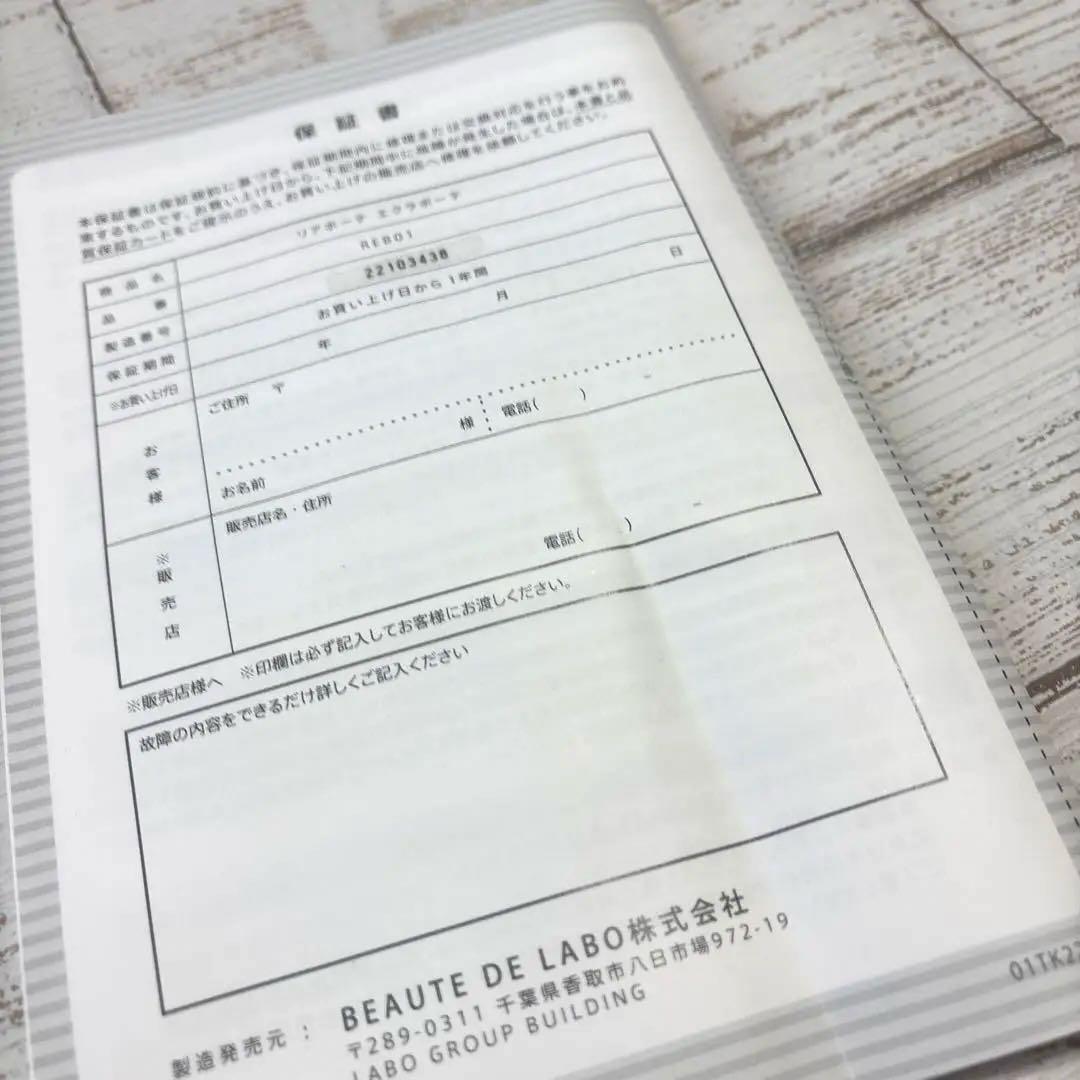 保証書
本保証書は保証規約に基づき、保証期間内に修理または交換対応を行う事をお約
束するものです。お買い上げ日から、下記期間中に故障が発生した場合は、本書と品
質保証カードをご提示のうえ、お買い上げの販売店へ修理を依頼してください。
商品名 リアボーテ エクラボーテ
品番 REB01
製造番号 22103438
保証期間 お買い上げ日から1年間
※お買い上げ日 年 月 日
お客様
ご住所 〒
お名前 様 電話( ) -
※販売店
販売店名・住所
電話( ) -
※販売店様へ ※印欄は必ず記入してお客様にお渡しください。
故障の内容をできるだけ詳しくご記入ください
製造発売元： BEAUTE DE LABO株式会社
〒289-0311 千葉県香取市八日市場972-19
LABO GROUP BUILDING